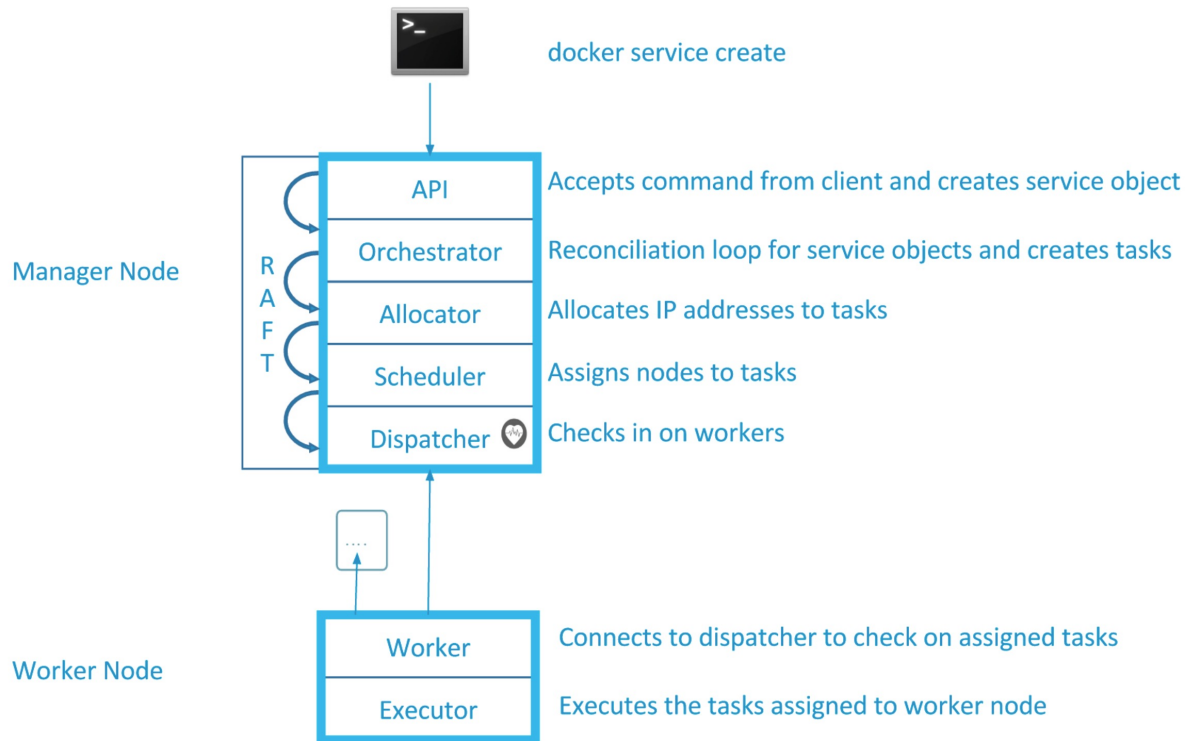 >_
docker service create
API
Accepts command from client and creates service object
Manager Node
R
A
F
T
Orchestrator
Reconciliation loop for service objects and creates tasks
Allocator
Allocates IP addresses to tasks
Scheduler
Assigns nodes to tasks
Dispatcher
Checks in on workers
....
Worker Node
Worker
Connects to dispatcher to check on assigned tasks
Executor
Executes the tasks assigned to worker node